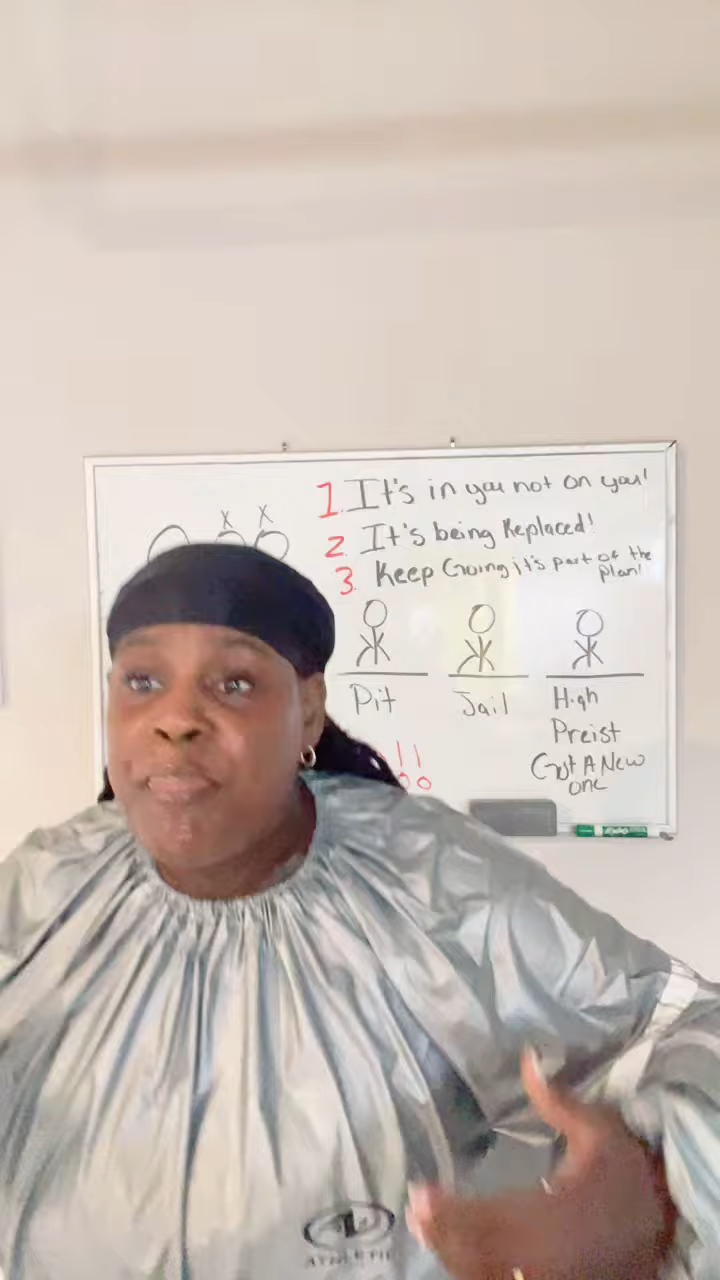 X X
1. It's in you not on you!
2. It's being Replaced!
3. Keep Going it's part of the
plan!
Pit
Jail
High
Preist
Got A New
one
EXPO